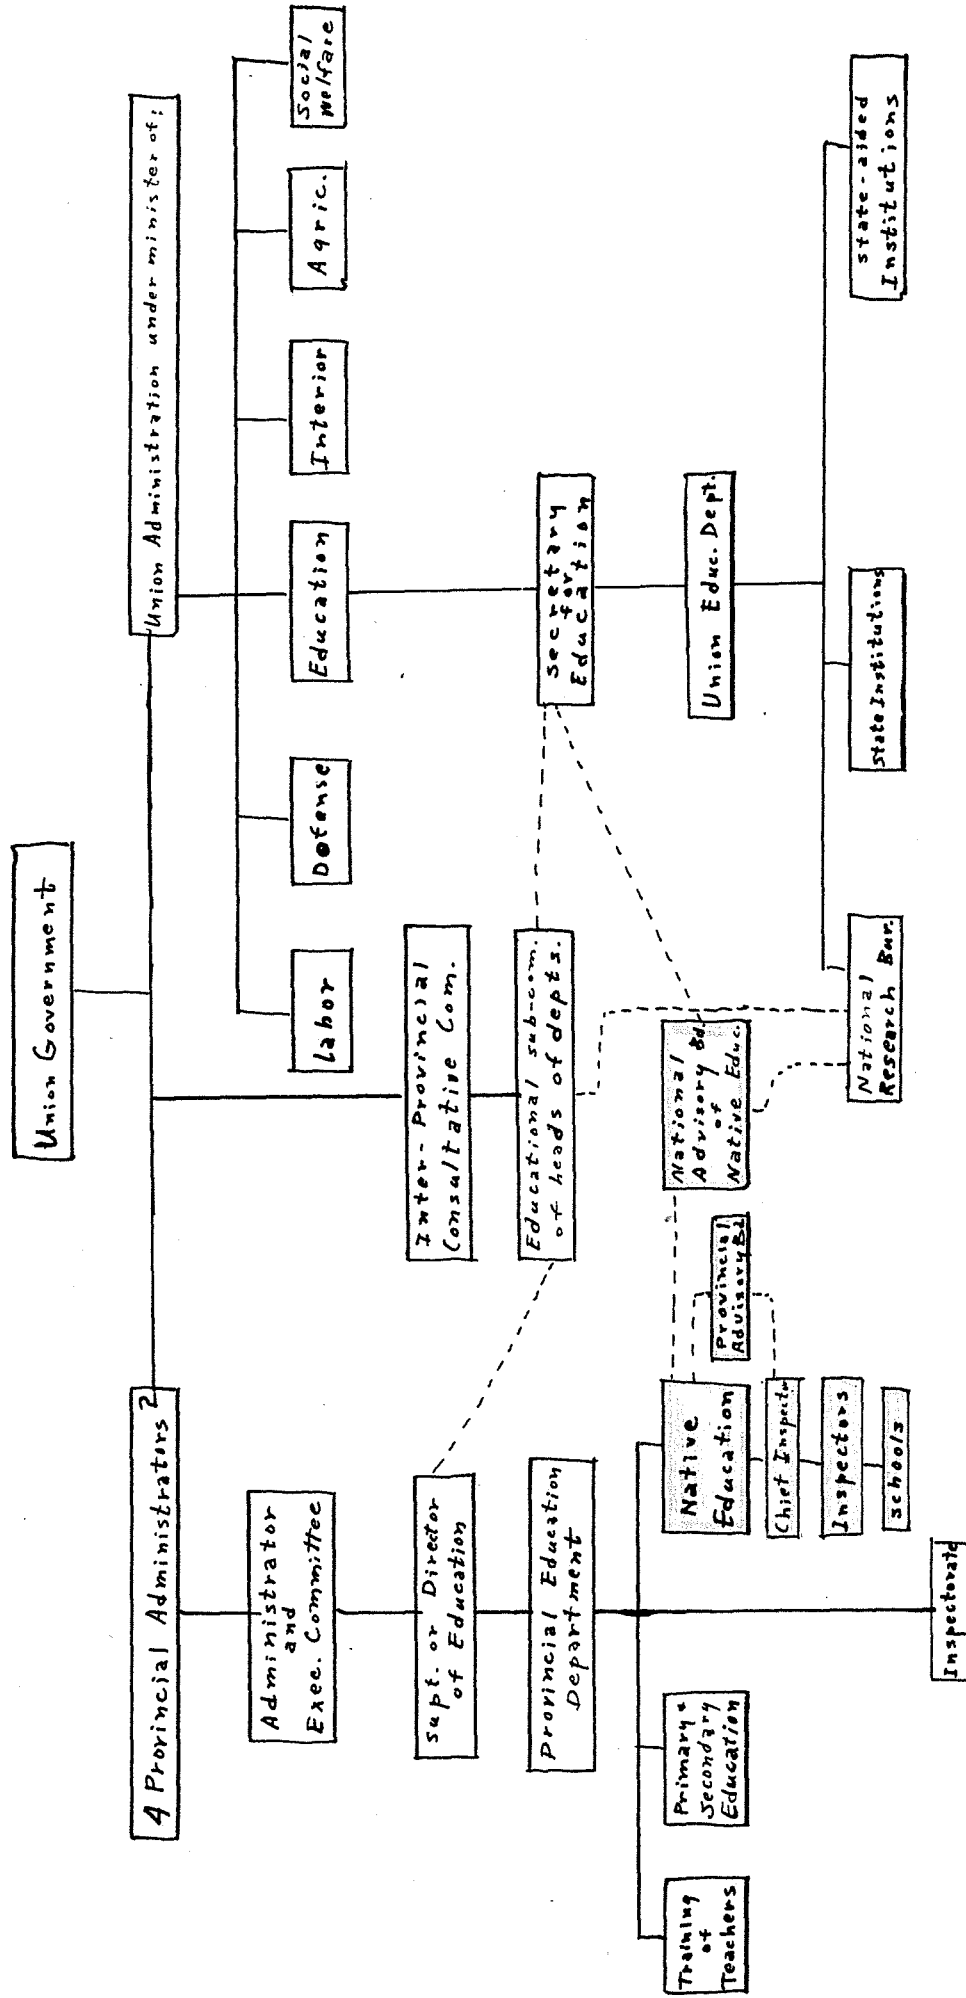 Union Government
4 Provincial Administrators 2
Union Administration under minister of;
Labor
Defense
Education
Interior
Agric.
Social
Welfare
Administrator
and
Exec. Committee
Inter-Provincial
Consultative Com.
supt. or Director
of Education
Educational sub-com.
of heads of depts.
Secretary
for
Education
Provincial Education
Department
Union Educ. Dept.
Training
of
Teachers
Primary &
Secondary
Education
Native
Education
Provincial
Advisory Bd
National
Advisory Bd.
of
Native Educ.
Chief Inspector
Inspectors
schools
Inspectorate
National
Research Bur.
State Institutions
State-aided
Institutions